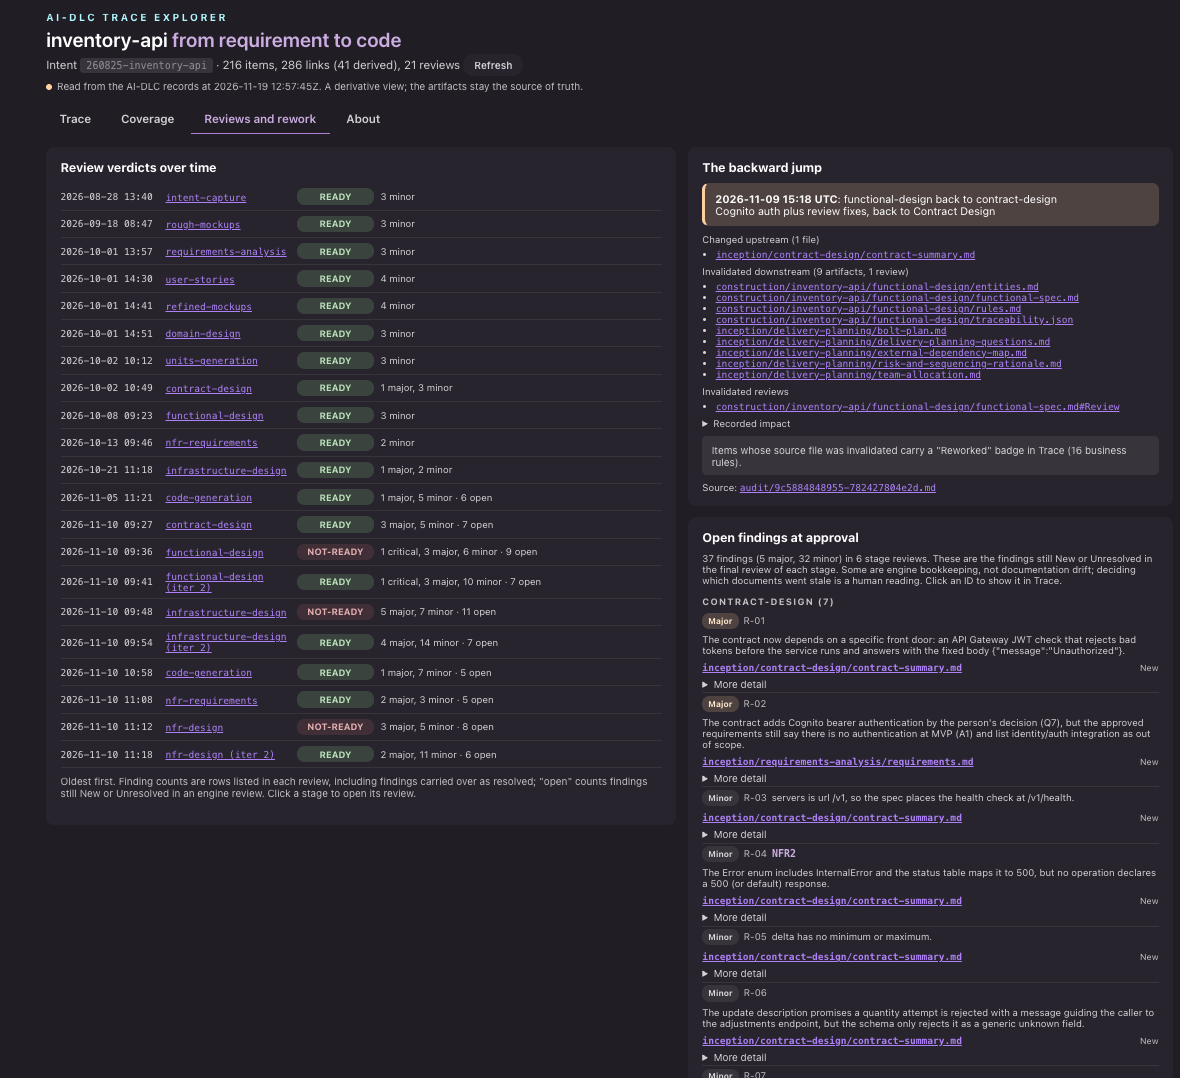 AI-DLC TRACE EXPLORER
inventory-api from requirement to code
Intent 260825-inventory-api · 216 items, 286 links (41 derived), 21 reviews Refresh
Read from the AI-DLC records at 2026-11-19 12:57:45Z. A derivative view; the artifacts stay the source of truth.
Trace Coverage Reviews and rework About
Review verdicts over time
2026-08-28 13:40 intent-capture READY 3 minor
2026-09-18 08:47 rough-mockups READY 3 minor
2026-10-01 13:57 requirements-analysis READY 3 minor
2026-10-01 14:30 user-stories READY 4 minor
2026-10-01 14:41 refined-mockups READY 4 minor
2026-10-01 14:51 domain-design READY 3 minor
2026-10-02 10:12 units-generation READY 3 minor
2026-10-02 10:49 contract-design READY 1 major, 3 minor
2026-10-08 09:23 functional-design READY 3 minor
2026-10-13 09:46 nfr-requirements READY 2 minor
2026-10-21 11:18 infrastructure-design READY 1 major, 2 minor
2026-11-05 11:21 code-generation READY 1 major, 5 minor · 6 open
2026-11-10 09:27 contract-design READY 3 major, 5 minor · 7 open
2026-11-10 09:36 functional-design NOT-READY 1 critical, 3 major, 6 minor · 9 open
2026-11-10 09:41 functional-design (iter 2) READY 1 critical, 3 major, 10 minor · 7 open
2026-11-10 09:48 infrastructure-design NOT-READY 5 major, 7 minor · 11 open
2026-11-10 09:54 infrastructure-design (iter 2) READY 4 major, 14 minor · 7 open
2026-11-10 10:58 code-generation READY 1 major, 7 minor · 5 open
2026-11-10 11:08 nfr-requirements READY 2 major, 3 minor · 5 open
2026-11-10 11:12 nfr-design NOT-READY 3 major, 5 minor · 8 open
2026-11-10 11:18 nfr-design (iter 2) READY 2 major, 11 minor · 6 open
Oldest first. Finding counts are rows listed in each review, including findings carried over as resolved; "open" counts findings
still New or Unresolved in an engine review. Click a stage to open its review.
The backward jump
2026-11-09 15:18 UTC: functional-design back to contract-design
Cognito auth plus review fixes, back to Contract Design
Changed upstream (1 file)
• inception/contract-design/contract-summary.md
Invalidated downstream (9 artifacts, 1 review)
• construction/inventory-api/functional-design/entities.md
• construction/inventory-api/functional-design/functional-spec.md
• construction/inventory-api/functional-design/rules.md
• construction/inventory-api/functional-design/traceability.json
• inception/delivery-planning/bolt-plan.md
• inception/delivery-planning/delivery-planning-questions.md
• inception/delivery-planning/external-dependency-map.md
• inception/delivery-planning/risk-and-sequencing-rationale.md
• inception/delivery-planning/team-allocation.md
Invalidated reviews
• construction/inventory-api/functional-design/functional-spec.md#Review
▶ Recorded impact
Items whose source file was invalidated carry a "Reworked" badge in Trace (16 business
rules).
Source: audit/9c5884848955-782427804e2d.md
Open findings at approval
37 findings (5 major, 32 minor) in 6 stage reviews. These are the findings still New or Unresolved in
the final review of each stage. Some are engine bookkeeping, not documentation drift; deciding
which documents went stale is a human reading. Click an ID to show it in Trace.
CONTRACT-DESIGN (7)
Major R-01
The contract now depends on a specific front door: an API Gateway JWT check that rejects bad
tokens before the service runs and answers with the fixed body {"message":"Unauthorized"}.
inception/contract-design/contract-summary.md New
▶ More detail
Major R-02
The contract adds Cognito bearer authentication by the person's decision (Q7), but the approved
requirements still say there is no authentication at MVP (A1) and list identity/auth integration as out
of scope.
inception/requirements-analysis/requirements.md New
▶ More detail
Minor R-03 servers is url /v1, so the spec places the health check at /v1/health.
inception/contract-design/contract-summary.md New
▶ More detail
Minor R-04 NFR2
The Error enum includes InternalError and the status table maps it to 500, but no operation declares
a 500 (or default) response.
inception/contract-design/contract-summary.md New
▶ More detail
Minor R-05 delta has no minimum or maximum.
inception/contract-design/contract-summary.md New
▶ More detail
Minor R-06
The update description promises a quantity attempt is rejected with a message guiding the caller to
the adjustments endpoint, but the schema only rejects it as a generic unknown field.
inception/contract-design/contract-summary.md New
▶ More detail
Minor R-07